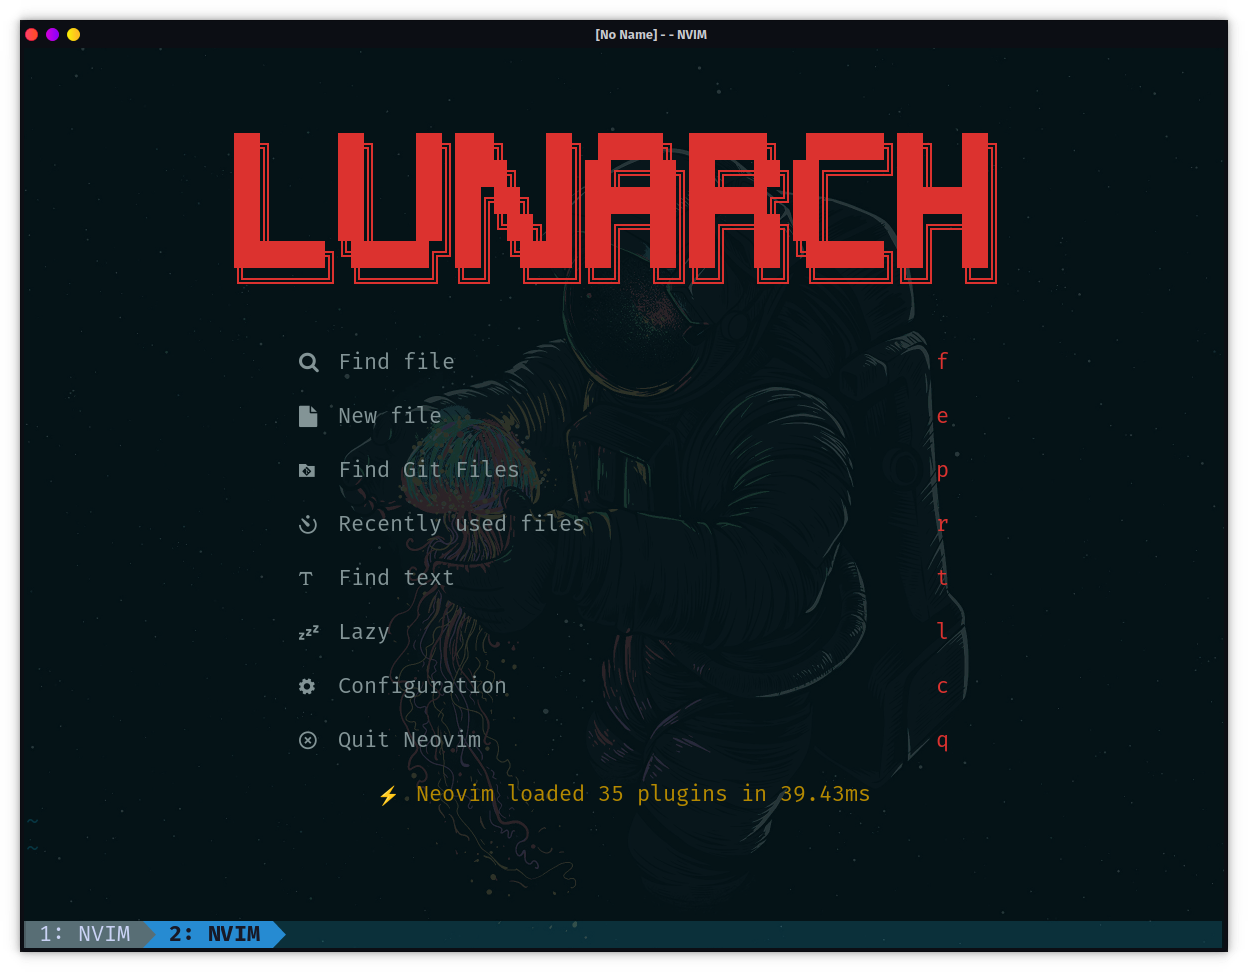 [No Name] - - NVIM
LUNARCH
Find file f
New file e
Find Git Files p
Recently used files r
Find text t
zzz Lazy l
Configuration c
Quit Neovim q
⚡ Neovim loaded 35 plugins in 39.43ms
~
~
1: NVIM 2: NVIM